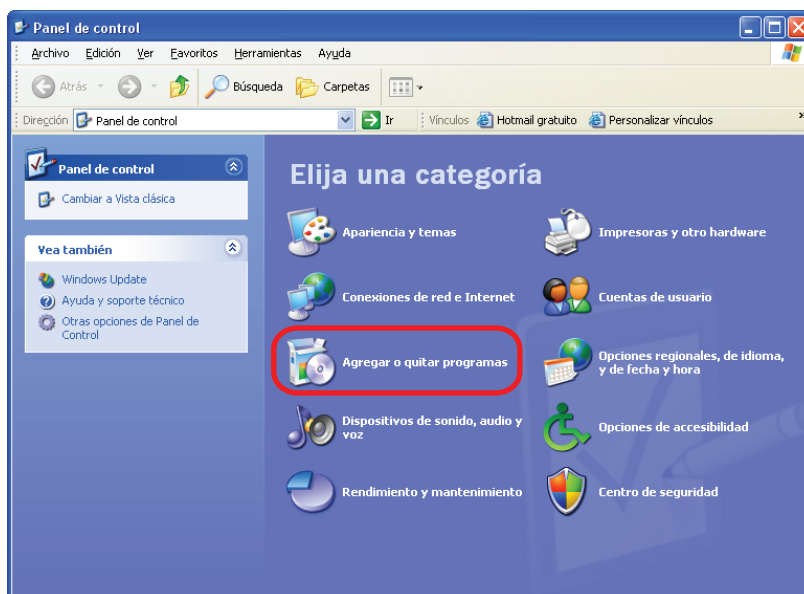 Panel de control
Archivo Edición Ver Favoritos Herramientas Ayuda
Atrás Búsqueda Carpetas
Dirección Panel de control Ir Vínculos Hotmail gratuito Personalizar vínculos »
Panel de control
Cambiar a Vista clásica
Vea también
Windows Update
Ayuda y soporte técnico
Otras opciones de Panel de
Control
Elija una categoría
Apariencia y temas
Impresoras y otro hardware
Conexiones de red e Internet
Cuentas de usuario
Agregar o quitar programas
Opciones regionales, de idioma,
y de fecha y hora
Dispositivos de sonido, audio y
voz
Opciones de accesibilidad
Rendimiento y mantenimiento
Centro de seguridad